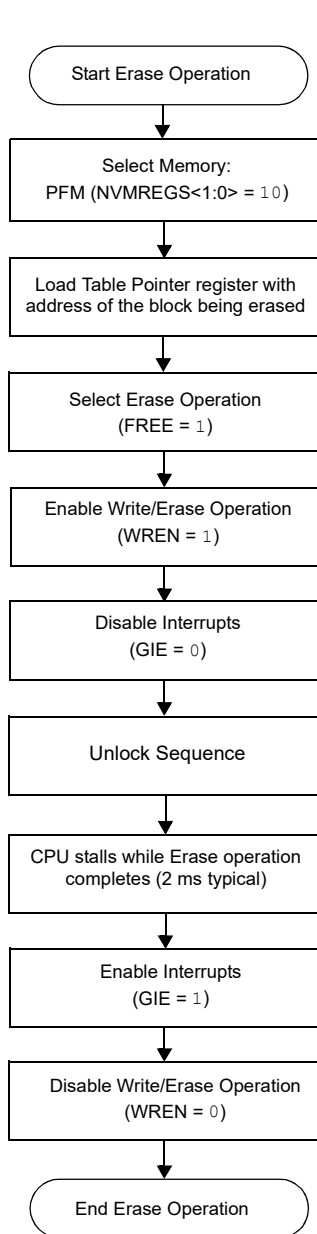 Start Erase Operation
Select Memory:
PFM (NVMREGS<1:0> = 10)
Load Table Pointer register with
address of the block being erased
Select Erase Operation
(FREE = 1)
Enable Write/Erase Operation
(WREN = 1)
Disable Interrupts
(GIE = 0)
Unlock Sequence
CPU stalls while Erase operation
completes (2 ms typical)
Enable Interrupts
(GIE = 1)
Disable Write/Erase Operation
(WREN = 0)
End Erase Operation